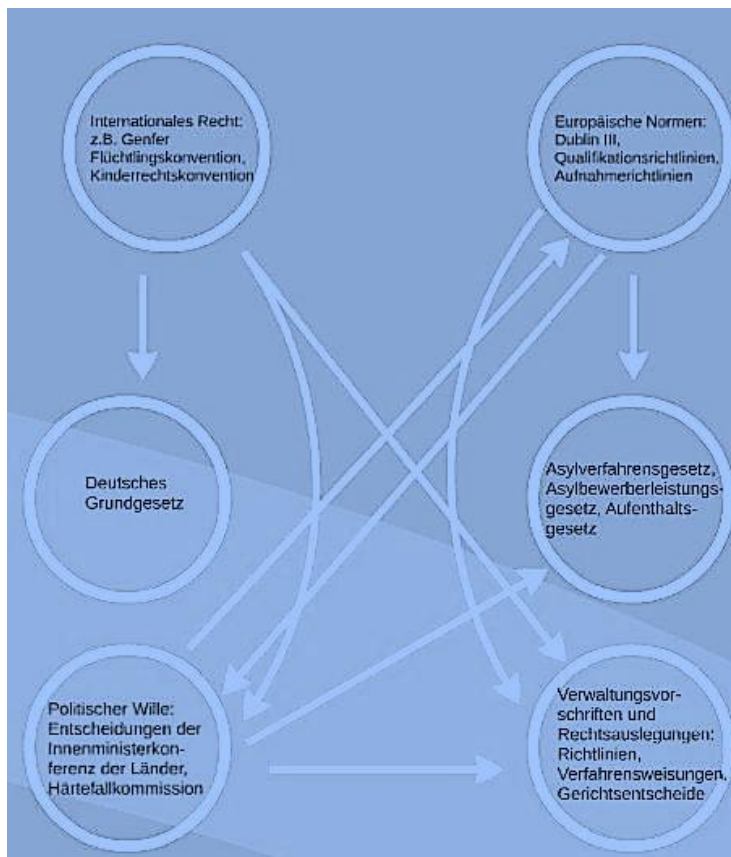 Internationales Recht:
z.B. Genfer
Flüchtlingskonvention,
Kinderrechtskonvention
Europäische Normen:
Dublin III,
Qualifikationsrichtlinien,
Aufnahmerichtlinien
Deutsches
Grundgesetz
Asylverfahrensgesetz,
Asylbewerberleistungs-
gesetz, Aufenthalts-
gesetz
Politischer Wille:
Entscheidungen der
Innenministerkon-
ferenz der Länder,
Härtefallkommission
Verwaltungsvor-
schriften und
Rechtsauslegungen:
Richtlinien,
Verfahrensweisungen,
Gerichtsentscheide